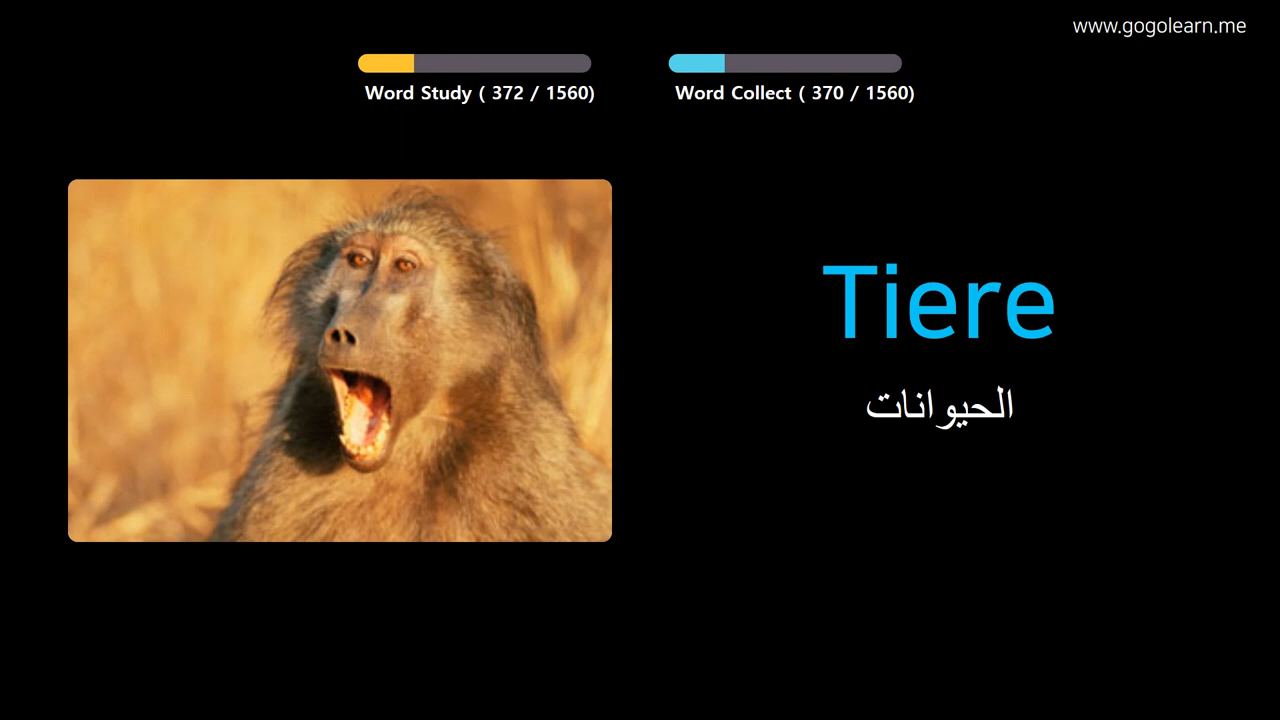 www.gogolearn.me
Word Study ( 372 / 1560)
Word Collect ( 370 / 1560)
Tiere
الحيوانات